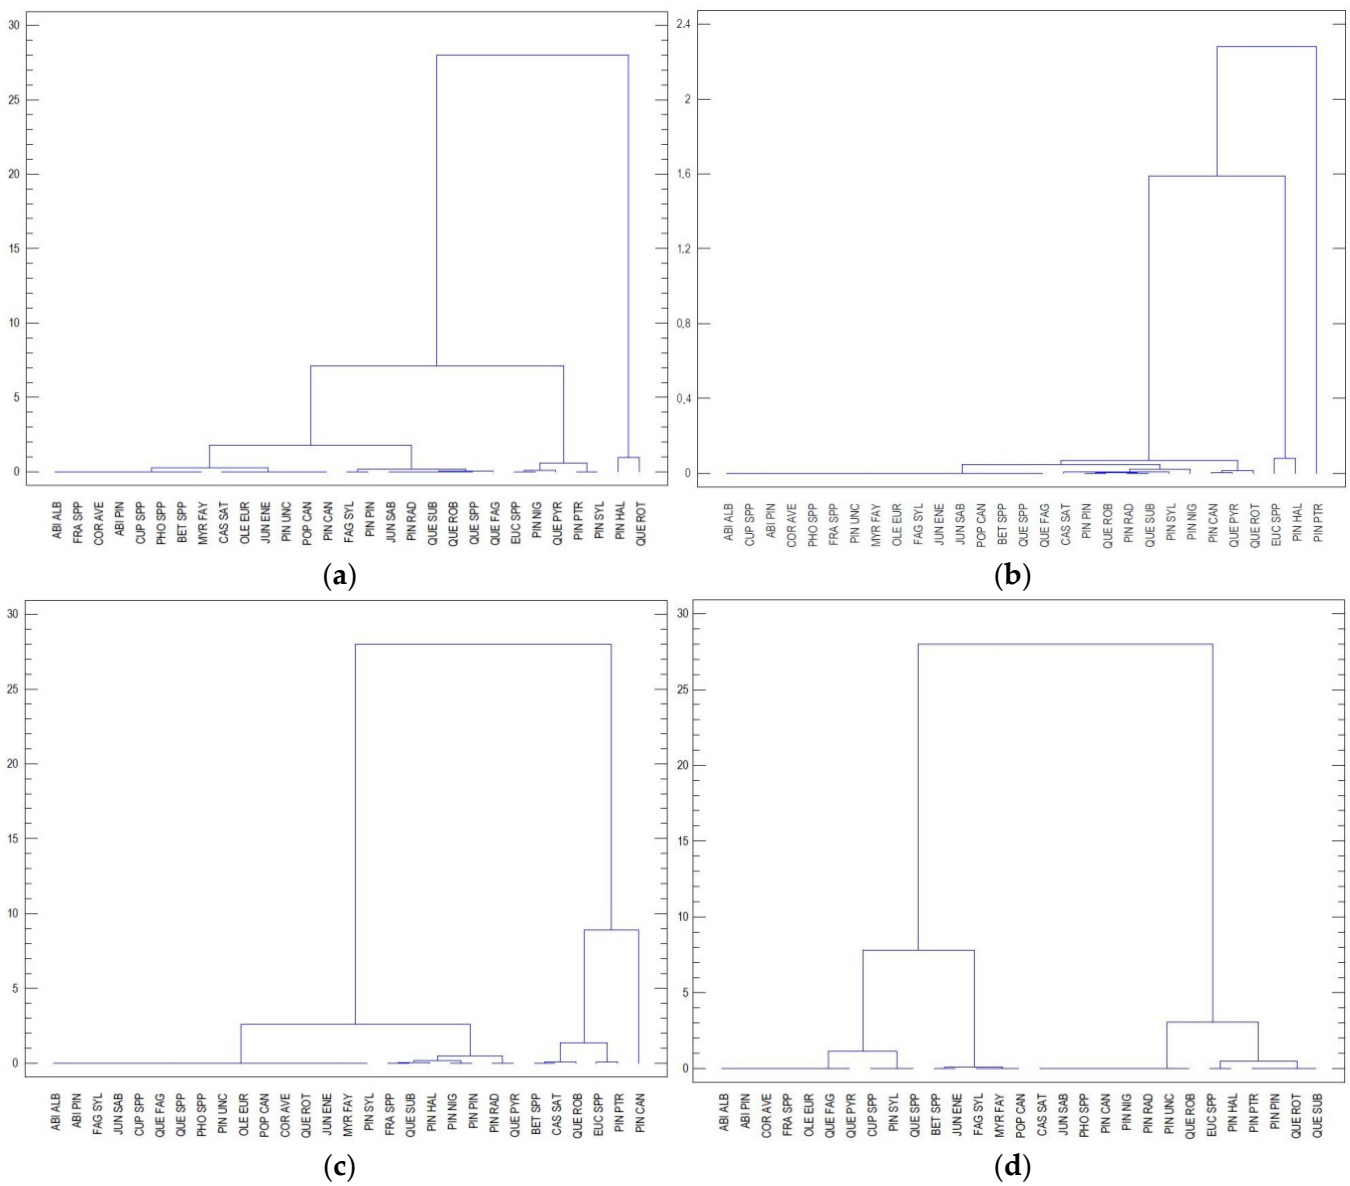 30
25
20
15
10
5
0
ABI ALB
FRA SPP
COR AVE
ABI PIN
CUP SPP
PHO SPP
BET SPP
MYR FAY
CAS SAT
OLE EUR
JUN ENE
PIN UNC
POP CAN
PIN CAN
FAG SYL
PIN PIN
JUN SAB
PIN RAD
QUE SUB
QUE ROB
QUE SPP
QUE FAG
EUC SPP
PIN NIG
QUE PYR
PIN PTR
PIN SYL
PIN HAL
QUE ROT
(a)
2,4
2
1,6
1,2
0,8
0,4
0
ABI ALB
CUP SPP
ABI PIN
COR AVE
PHO SPP
FRA SPP
PIN UNC
MYR FAY
OLE EUR
FAG SYL
JUN ENE
JUN SAB
POP CAN
BET SPP
QUE SPP
QUE FAG
CAS SAT
PIN PIN
QUE ROB
PIN RAD
QUE SUB
PIN SYL
PIN NIG
PIN CAN
QUE PYR
QUE ROT
EUC SPP
PIN HAL
PIN PTR
(b)
30
25
20
15
10
5
0
ABI ALB
ABI PIN
FAG SYL
JUN SAB
CUP SPP
QUE FAG
QUE SPP
PHO SPP
PIN UNC
OLE EUR
POP CAN
COR AVE
QUE ROT
JUN ENE
MYR FAY
PIN SYL
FRA SPP
QUE SUB
PIN HAL
PIN NIG
PIN PIN
PIN RAD
QUE PYR
BET SPP
CAS SAT
QUE ROB
EUC SPP
PIN PTR
PIN CAN
(c)
30
25
20
15
10
5
0
ABI ALB
ABI PIN
COR AVE
FRA SPP
OLE EUR
QUE FAG
QUE PYR
CUP SPP
PIN SYL
QUE SPP
BET SPP
JUN ENE
FAG SYL
MYR FAY
POP CAN
CAS SAT
JUN SAB
PHO SPP
PIN CAN
PIN NIG
PIN RAD
PIN UNC
QUE ROB
EUC SPP
PIN HAL
PIN PTR
PIN PIN
QUE ROT
QUE SUB
(d)